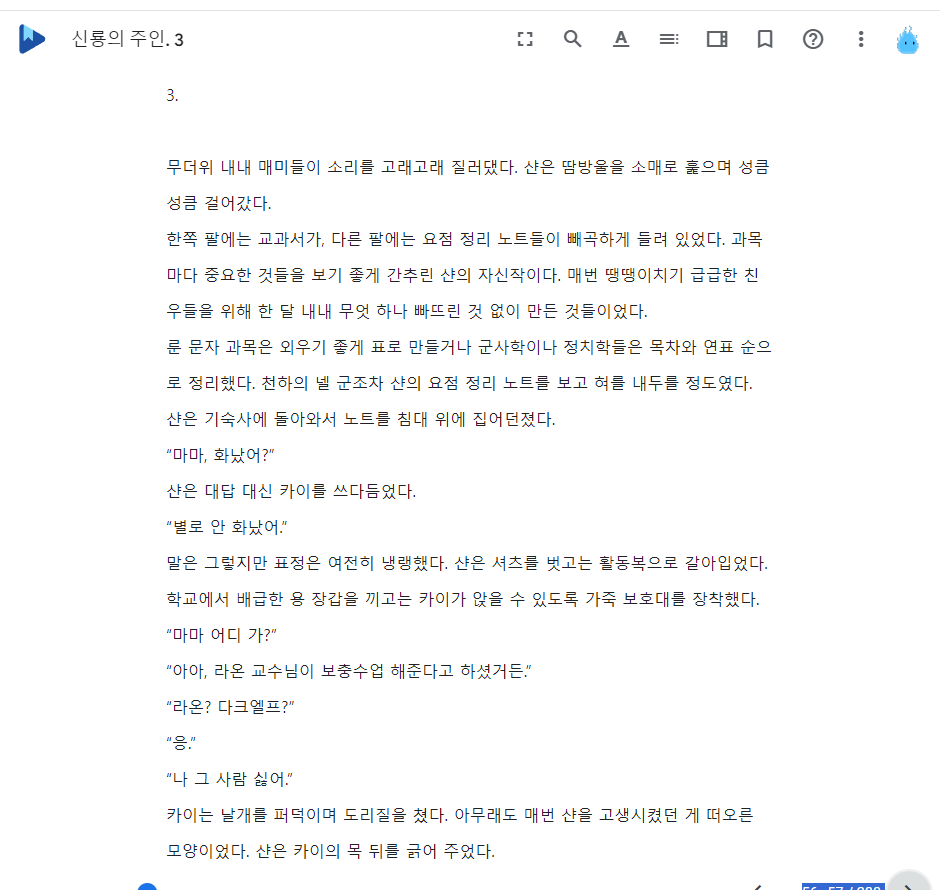 신룡의 주인. 3
3.
무더위 내내 매미들이 소리를 고래고래 질러댔다. 샨은 땀방울을 소매로 훑으며 성큼
성큼 걸어갔다.
한쪽 팔에는 교과서가, 다른 팔에는 요점 정리 노트들이 빼곡하게 들려 있었다. 과목
마다 중요한 것들을 보기 좋게 간추린 샨의 자신작이다. 매번 땡땡이치기 급급한 친
우들을 위해 한 달 내내 무엇 하나 빠뜨린 것 없이 만든 것들이었다.
룬 문자 과목은 외우기 좋게 표로 만들거나 군사학이나 정치학들은 목차와 연표 순으
로 정리했다. 천하의 넬 군조차 샨의 요점 정리 노트를 보고 혀를 내두를 정도였다.
샨은 기숙사에 돌아와서 노트를 침대 위에 집어던졌다.
“마마, 화났어?”
샨은 대답 대신 카이를 쓰다듬었다.
“별로 안 화났어.”
말은 그렇지만 표정은 여전히 냉랭했다. 샨은 셔츠를 벗고는 활동복으로 갈아입었다.
학교에서 배급한 용 장갑을 끼고는 카이가 앉을 수 있도록 가죽 보호대를 장착했다.
“마마 어디 가?”
“아아, 라온 교수님이 보충수업 해준다고 하셨거든.”
“라온? 다크엘프?”
“응.”
“나 그 사람 싫어.”
카이는 날개를 퍼덕이며 도리질을 쳤다. 아무래도 매번 샨을 고생시켰던 게 떠오른
모양이었다. 샨은 카이의 목 뒤를 긁어 주었다.